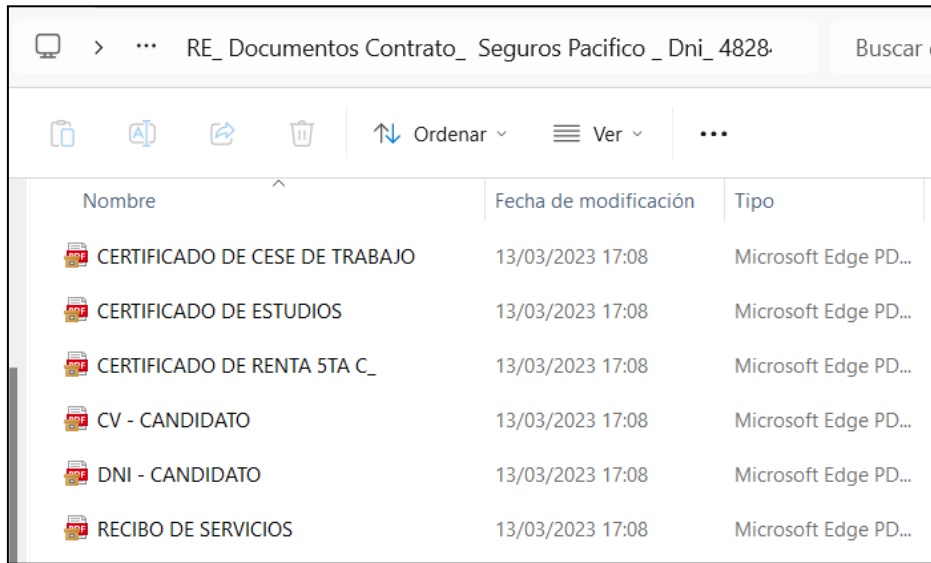 RE_ Documentos Contrato_ Seguros Pacifico _ Dni_ 4828 Buscar
Ordenar Ver
Nombre Fecha de modificación Tipo
CERTIFICADO DE CESE DE TRABAJO 13/03/2023 17:08 Microsoft Edge PD...
CERTIFICADO DE ESTUDIOS 13/03/2023 17:08 Microsoft Edge PD...
CERTIFICADO DE RENTA 5TA C_ 13/03/2023 17:08 Microsoft Edge PD...
CV - CANDIDATO 13/03/2023 17:08 Microsoft Edge PD...
DNI - CANDIDATO 13/03/2023 17:08 Microsoft Edge PD...
RECIBO DE SERVICIOS 13/03/2023 17:08 Microsoft Edge PD...